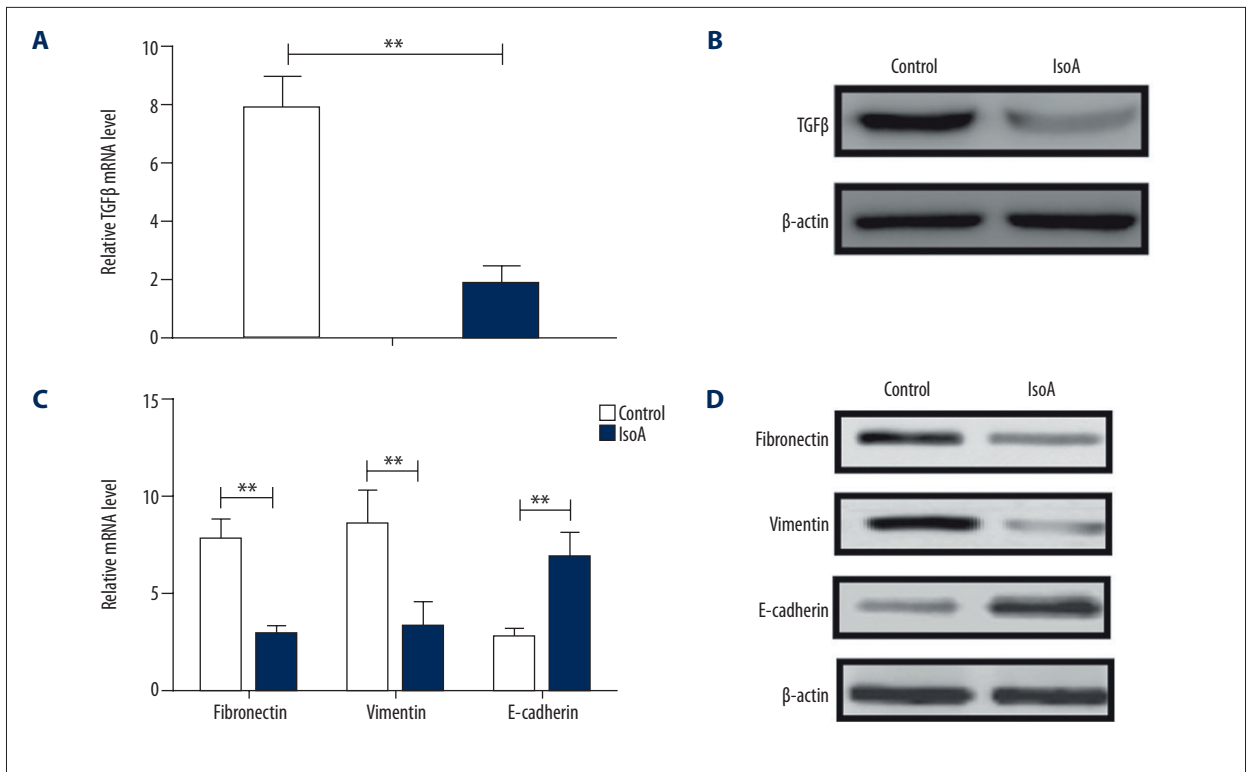 A
Relative TGFβ mRNA level
10
8
6
4
2
0
**
B
Control IsoA
TGFβ
β-actin
C
Relative mRNA level
15
10
5
0
Control
IsoA
**
**
**
Fibronectin Vimentin E-cadherin
D
Control IsoA
Fibronectin
Vimentin
E-cadherin
β-actin